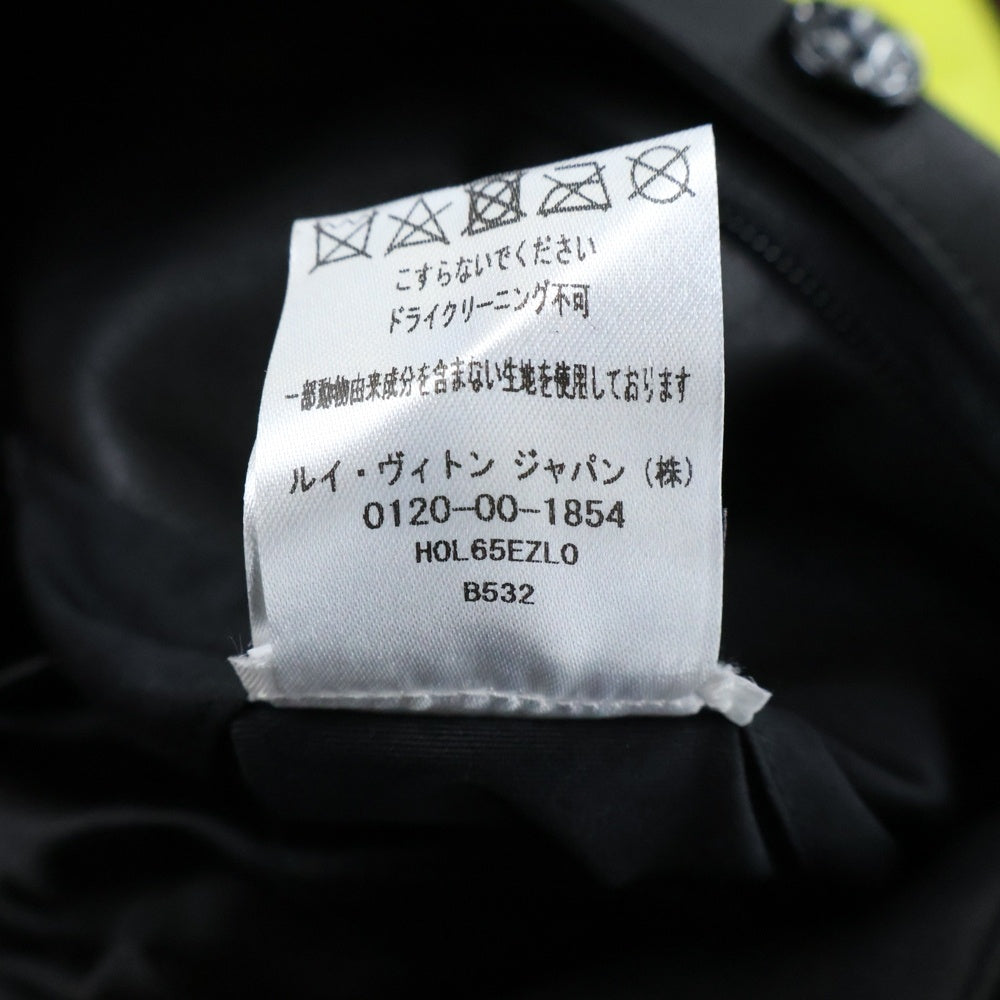 こすらないでください
ドライクリーニング不可
一部動物由来成分を含まない生地を使用しております
ルイ・ヴィトン ジャパン (株)
0120-00-1854
HOL65EZLO
B532